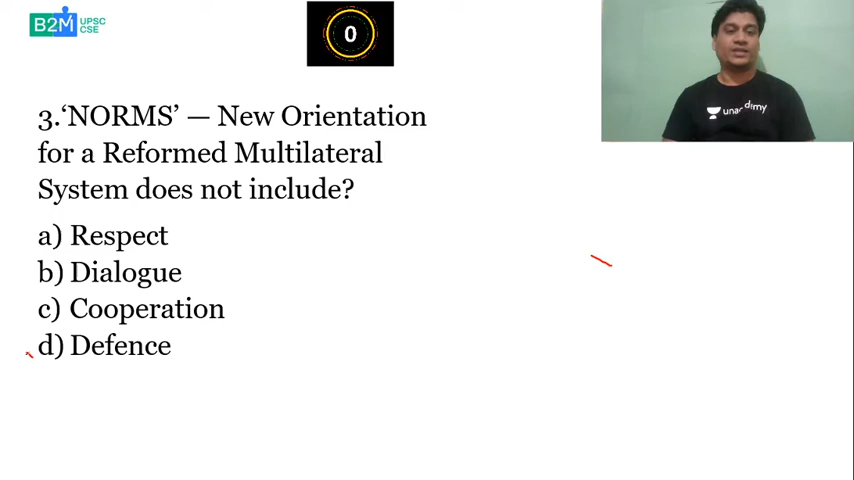 B2M UPSC
CSE
0
unacademy
3.‘NORMS’ — New Orientation
for a Reformed Multilateral
System does not include?
a) Respect
b) Dialogue
c) Cooperation
d) Defence